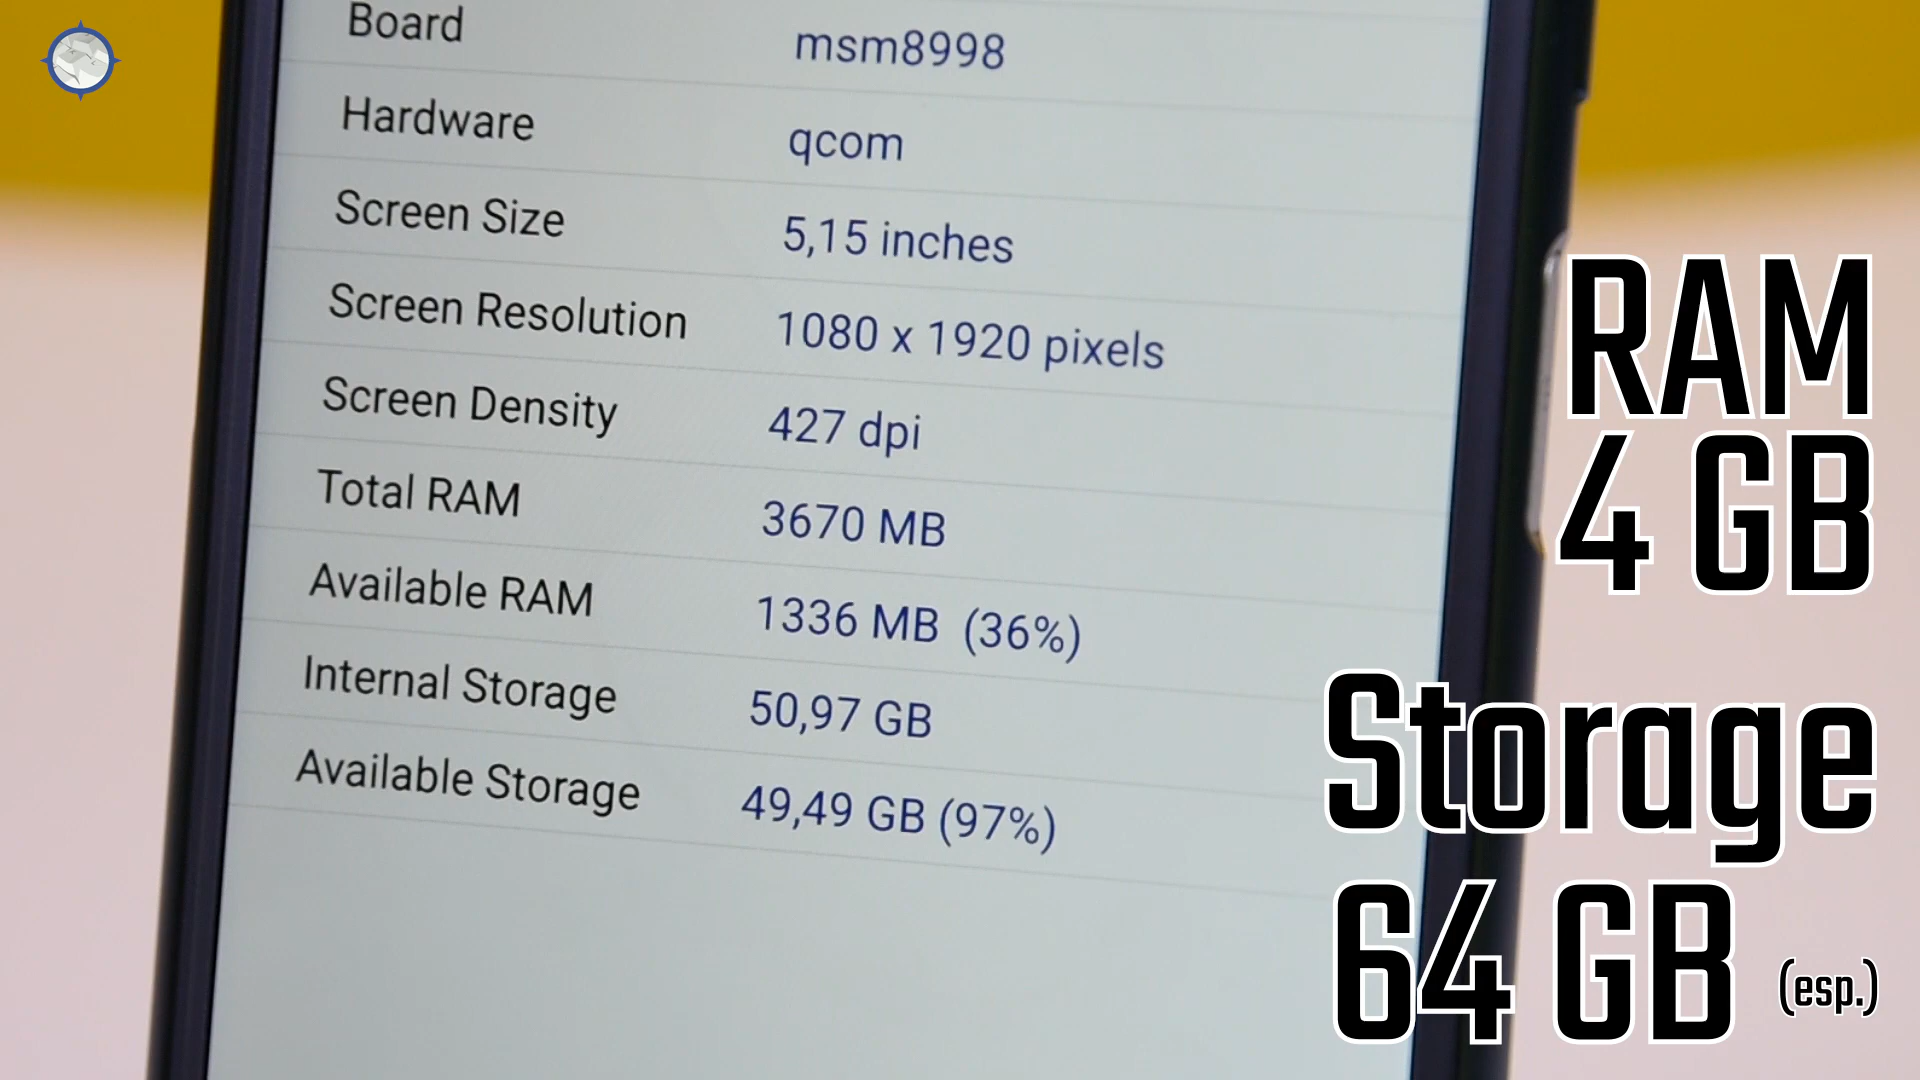 Board msm8998
Hardware qcom
Screen Size 5,15 inches
Screen Resolution 1080 x 1920 pixels
Screen Density 427 dpi
Total RAM 3670 MB
Available RAM 1336 MB (36%)
Internal Storage 50,97 GB
Available Storage 49,49 GB (97%)
RAM
4 GB
Storage
64 GB (esp.)